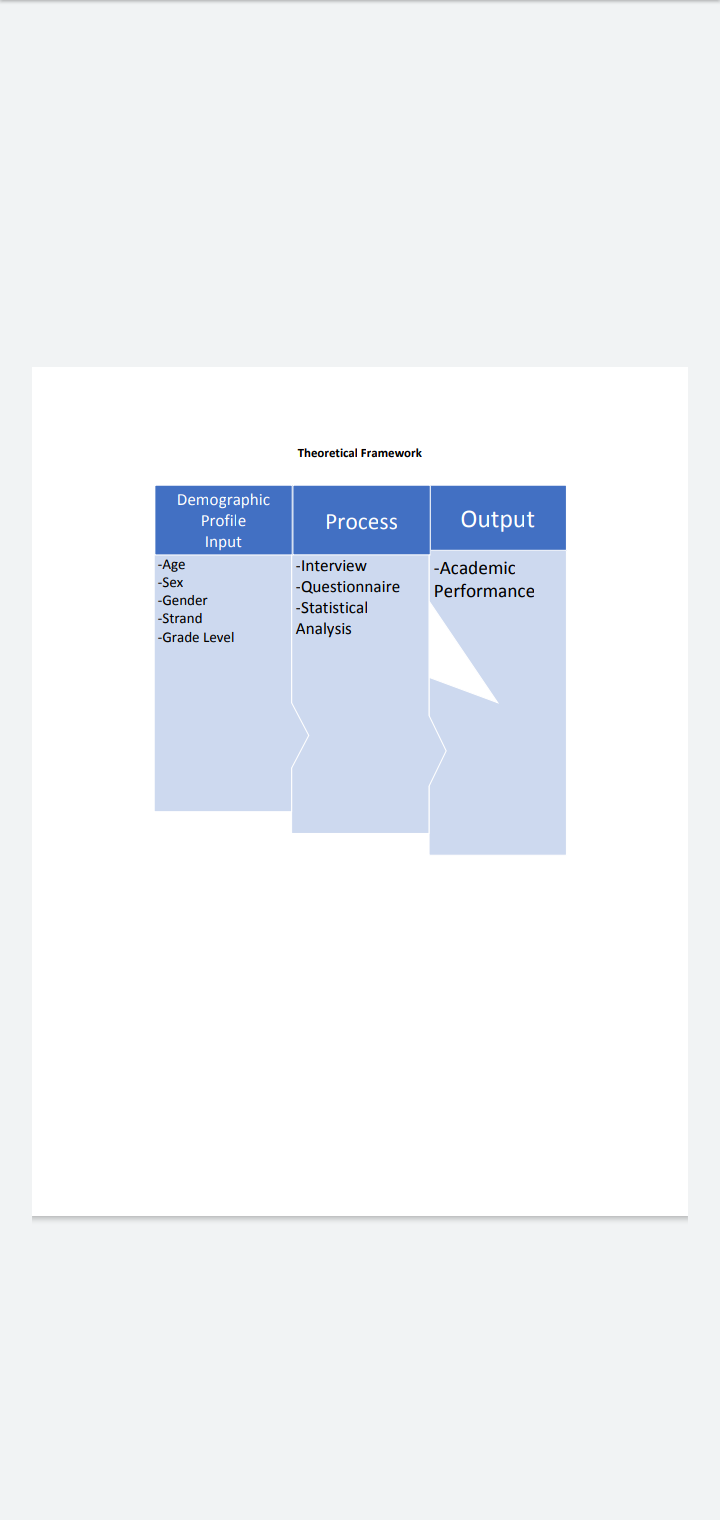 Theoretical Framework
Demographic
Profile
Input
-Age
-Sex
-Gender
-Strand
-Grade Level
Process
-Interview
-Questionnaire
-Statistical
Analysis
Output
-Academic
Performance